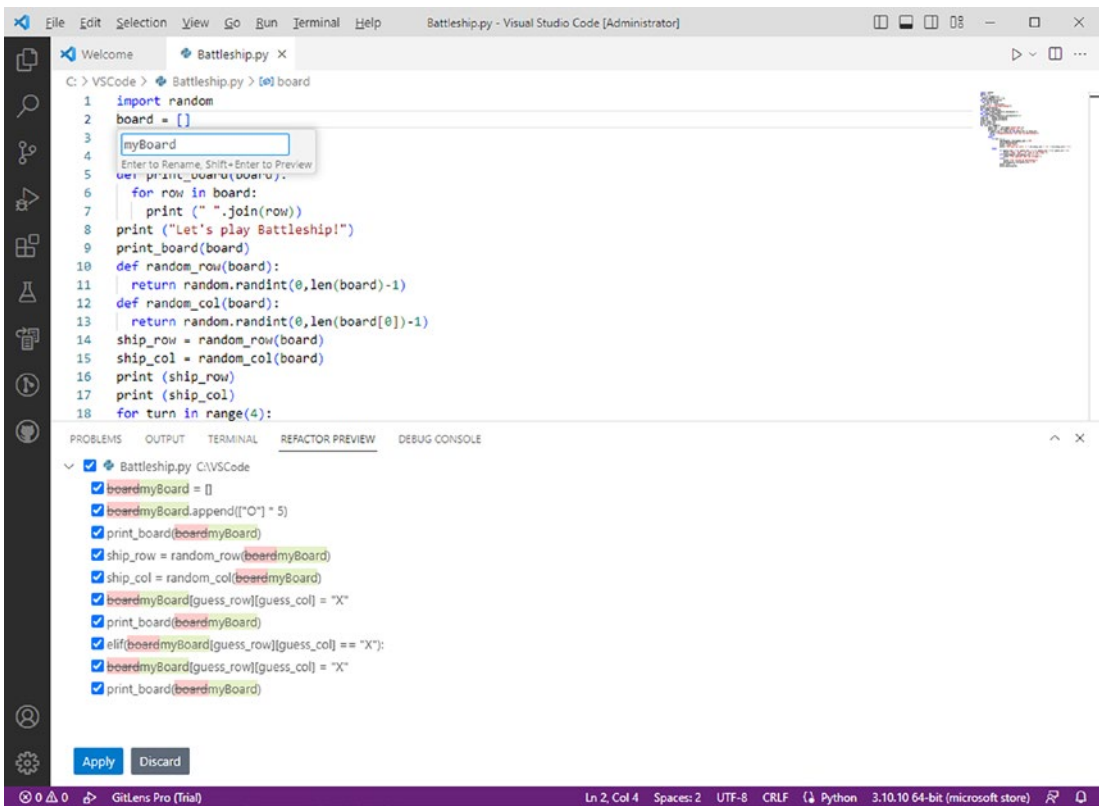 File Edit Selection View Go Run Terminal Help Battleship.py - Visual Studio Code [Administrator]
Welcome Battleship.py
C: > VSCode > Battleship.py > board
1 import random
2 board = []
3
myBoard
4
Enter to Rename, Shift+Enter to Preview
5 def print_board(board):
6 for row in board:
7 print (" ".join(row))
8 print ("Let's play Battleship!")
9 print_board(board)
10 def random_row(board):
11 return random.randint(0,len(board)-1)
12 def random_col(board):
13 return random.randint(0,len(board[0])-1)
14 ship_row = random_row(board)
15 ship_col = random_col(board)
16 print (ship_row)
17 print (ship_col)
18 for turn in range(4):
PROBLEMS OUTPUT TERMINAL REFACTOR PREVIEW DEBUG CONSOLE
Battleship.py C:\VSCode
boardmyBoard = []
boardmyBoard.append(["O"] * 5)
print_board(boardmyBoard)
ship_row = random_row(boardmyBoard)
ship_col = random_col(boardmyBoard)
boardmyBoard[guess_row][guess_col] = "X"
print_board(boardmyBoard)
elif(boardmyBoard[guess_row][guess_col] == "X"):
boardmyBoard[guess_row][guess_col] = "X"
print_board(boardmyBoard)
Apply Discard
0 0 GitLens Pro (Trial) Ln 2, Col 4 Spaces: 2 UTF-8 CRLF Python 3.10.10 64-bit (microsoft store)